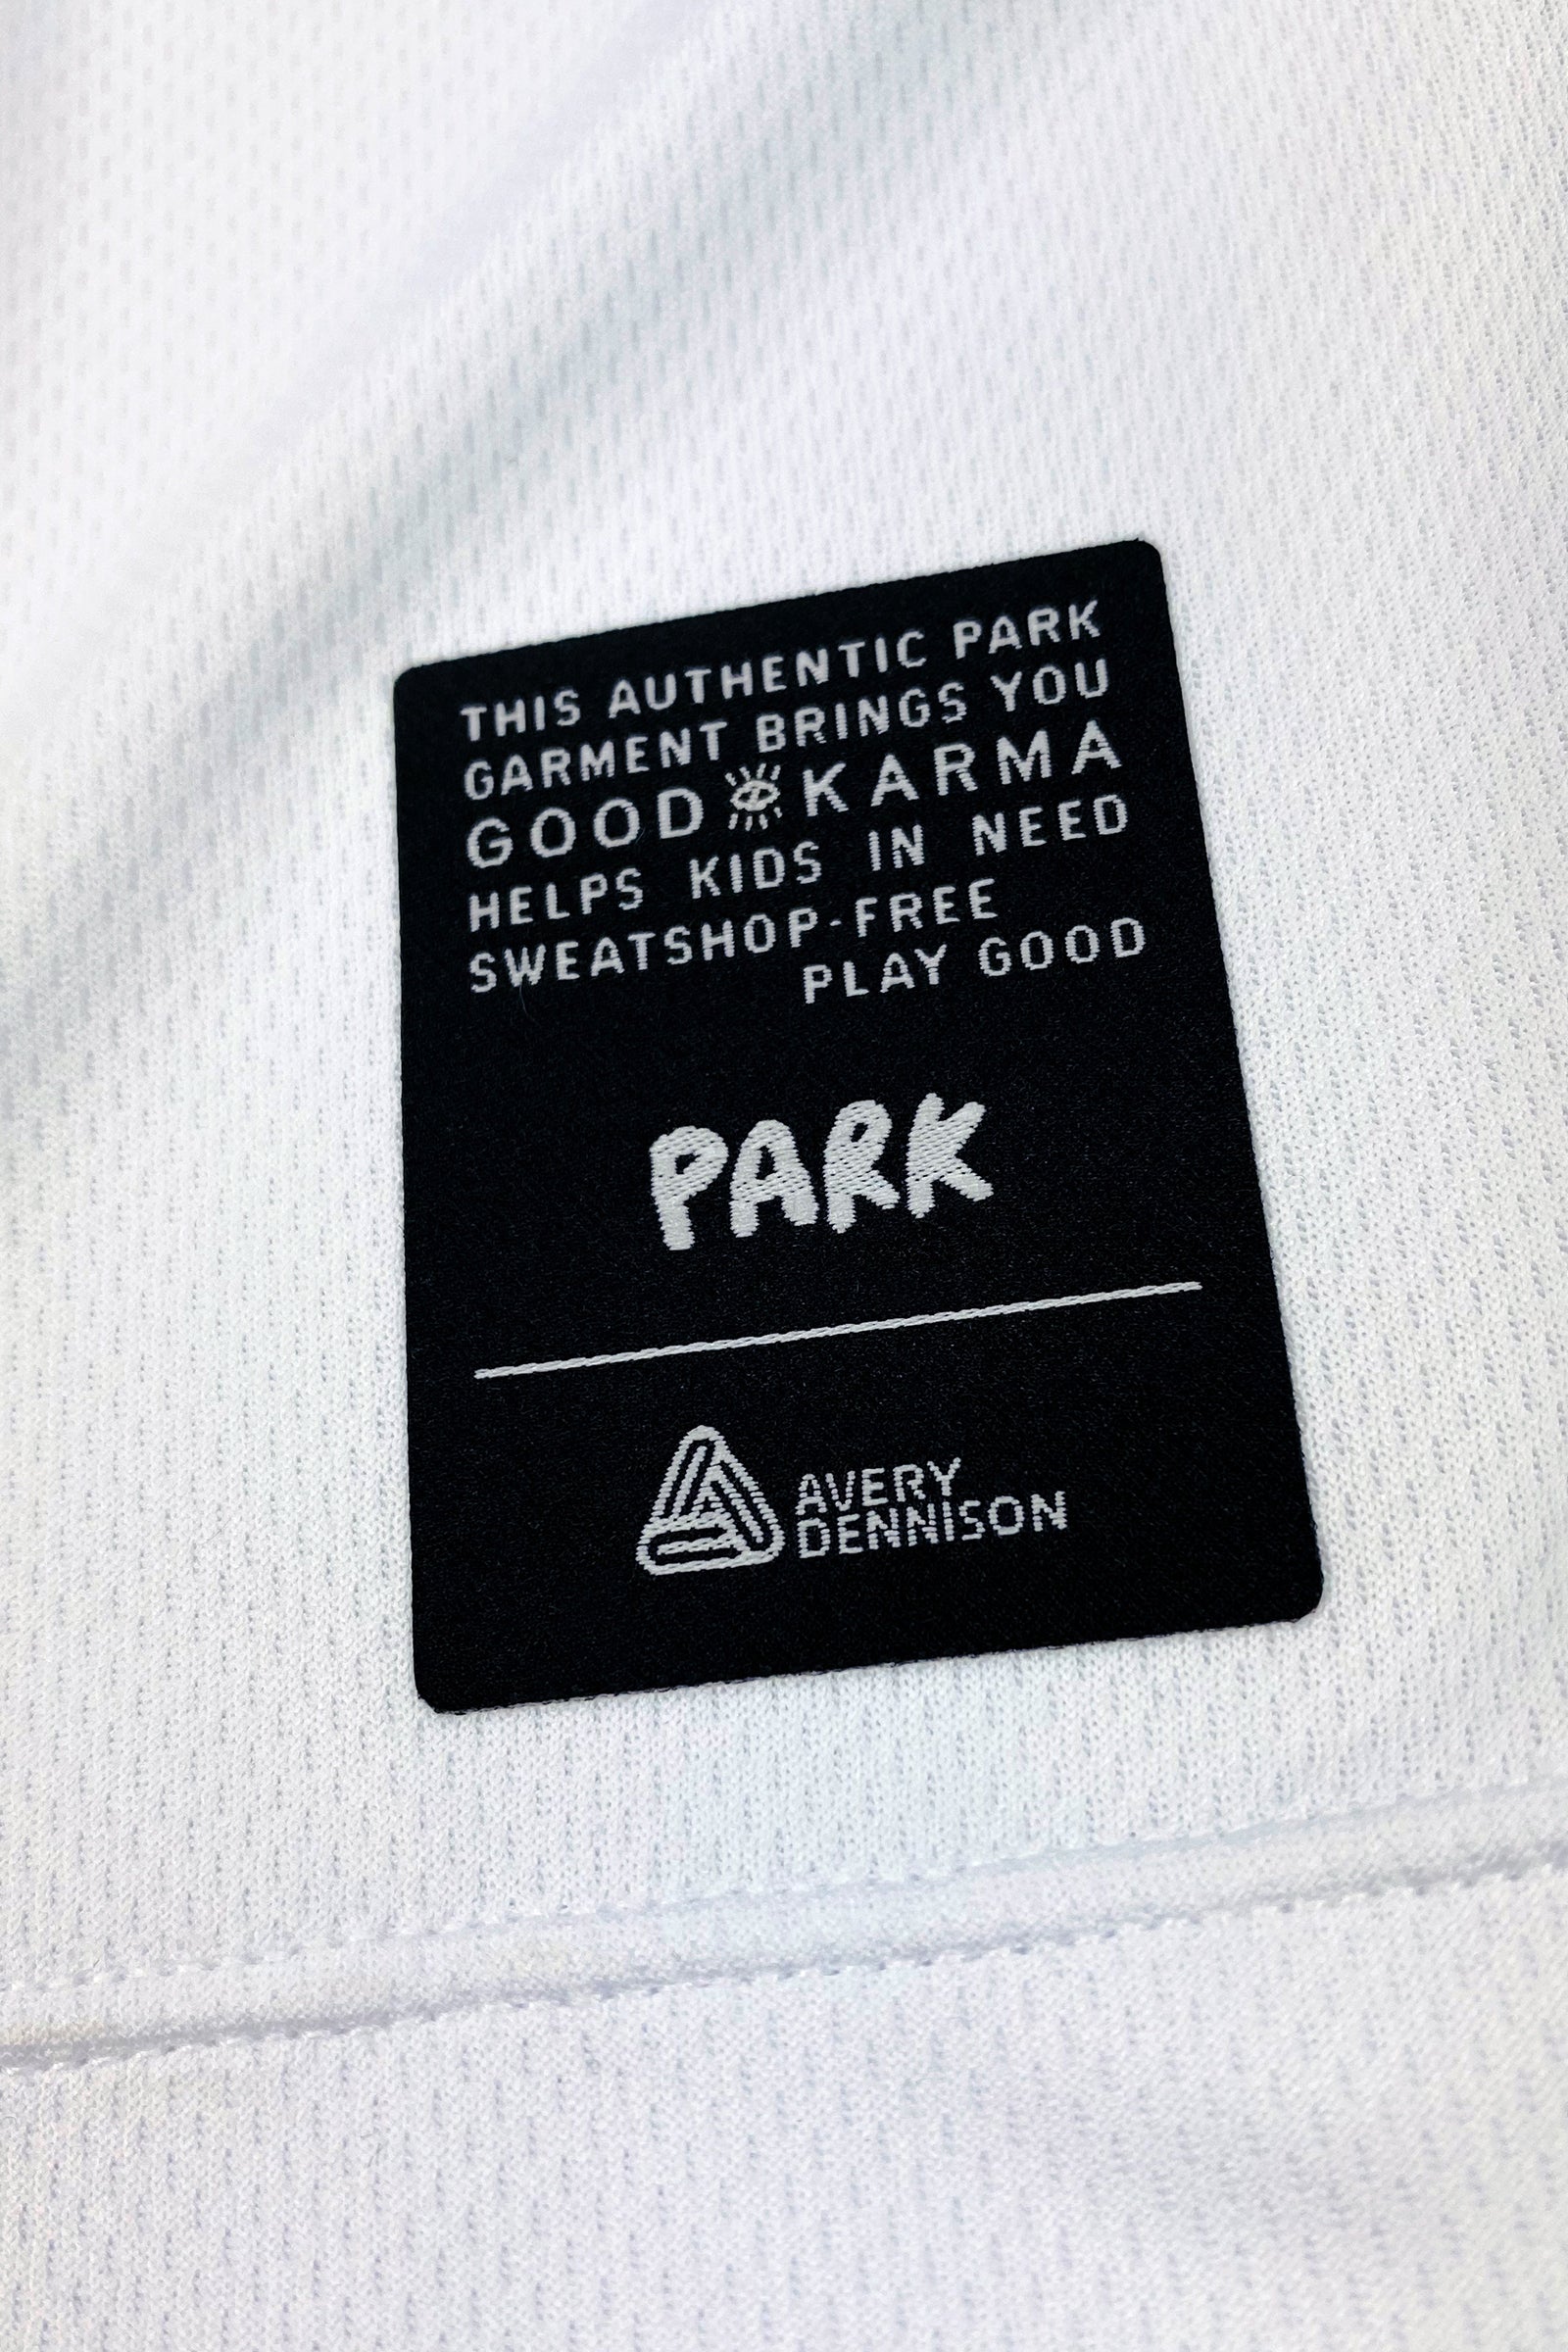 THIS AUTHENTIC PARK
GARMENT BRINGS YOU
GOOD KARMA
HELPS KIDS IN NEED
SWEATSHOP-FREE
PLAY GOOD
PARK
AVERY
DENNISON